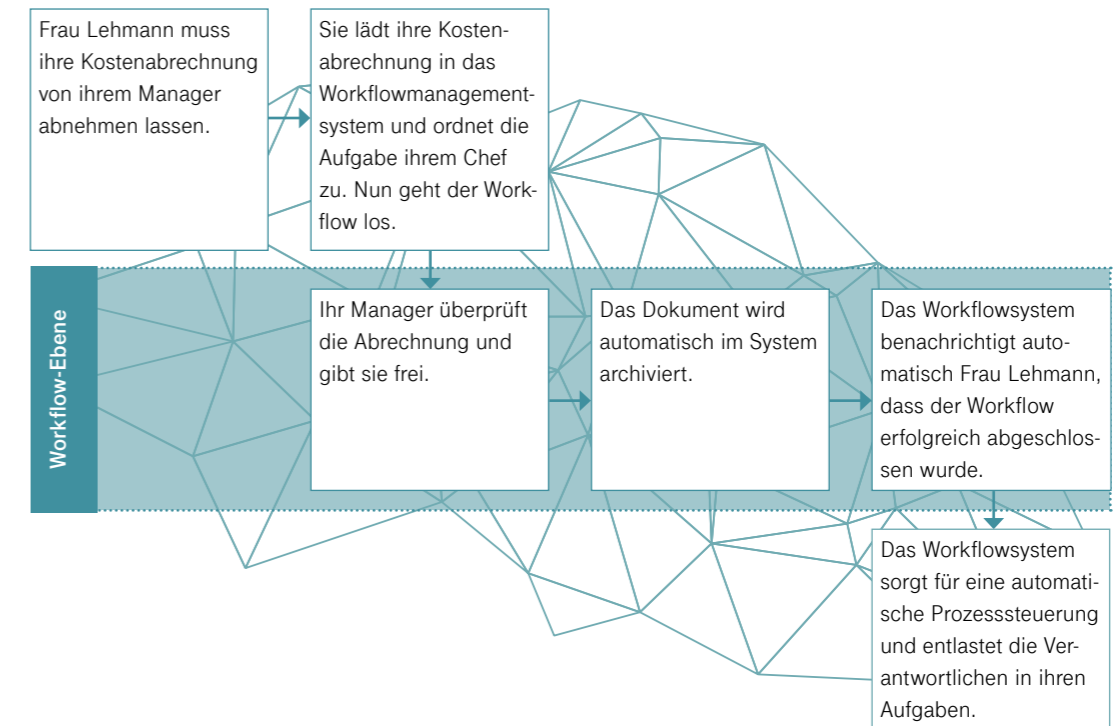 Frau Lehmann muss
ihre Kostenabrechnung
von ihrem Manager
abnehmen lassen.
Sie lädt ihre Kosten-
abrechnung in das
Workflowmanagement-
system und ordnet die
Aufgabe ihrem Chef
zu. Nun geht der Work-
flow los.
Workflow-Ebene
Ihr Manager überprüft
die Abrechnung und
gibt sie frei.
Das Dokument wird
automatisch im System
archiviert.
Das Workflowsystem
benachrichtigt auto-
matisch Frau Lehmann,
dass der Workflow
erfolgreich abgeschlos-
sen wurde.
Das Workflowsystem
sorgt für eine automati-
sche Prozesssteuerung
und entlastet die Ver-
antwortlichen in ihren
Aufgaben.